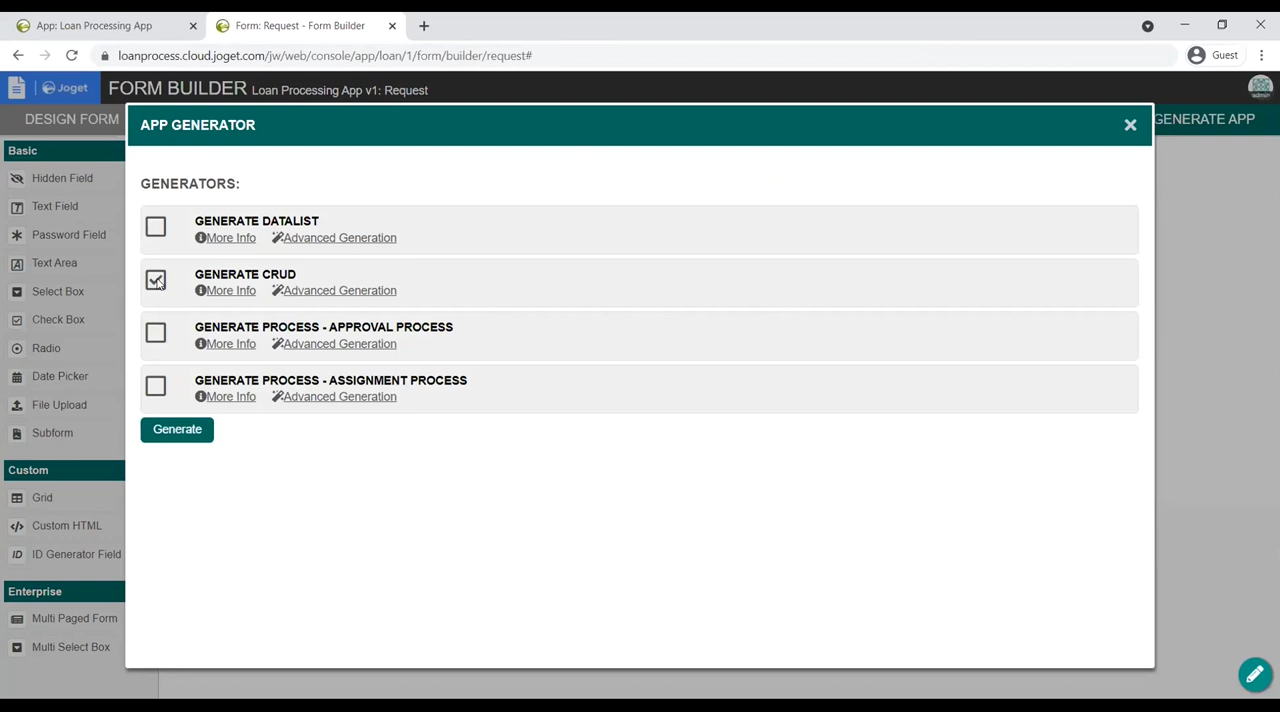 App: Loan Processing App
Form: Request - Form Builder
loanprocess.cloud.joget.com/jw/web/console/app/loan/1/form/builder/request#
Guest
Joget
FORM BUILDER Loan Processing App v1: Request
admin
DESIGN FORM
GENERATE APP
APP GENERATOR
GENERATORS:
GENERATE DATALIST
More Info Advanced Generation
GENERATE CRUD
More Info Advanced Generation
GENERATE PROCESS - APPROVAL PROCESS
More Info Advanced Generation
GENERATE PROCESS - ASSIGNMENT PROCESS
More Info Advanced Generation
Generate
Basic
Hidden Field
Text Field
Password Field
Text Area
Select Box
Check Box
Radio
Date Picker
File Upload
Subform
Custom
Grid
Custom HTML
ID ID Generator Field
Enterprise
Multi Paged Form
Multi Select Box